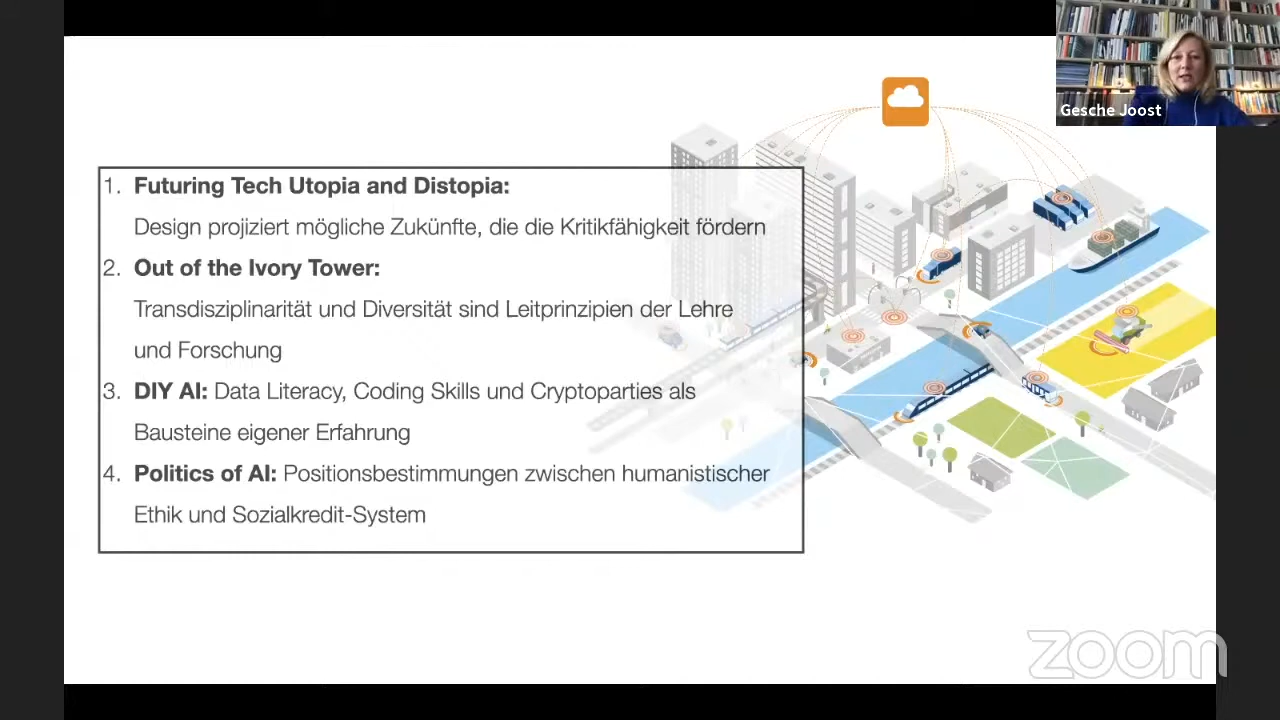 Gesche Joost
1. Futuring Tech Utopia and Distopia:
Design projiziert mögliche Zukünfte, die die Kritikfähigkeit fördern
2. Out of the Ivory Tower:
Transdisziplinarität und Diversität sind Leitprinzipien der Lehre
und Forschung
3. DIY AI: Data Literacy, Coding Skills und Cryptoparties als
Bausteine eigener Erfahrung
4. Politics of AI: Positionsbestimmungen zwischen humanistischer
Ethik und Sozialkredit-System
zoom